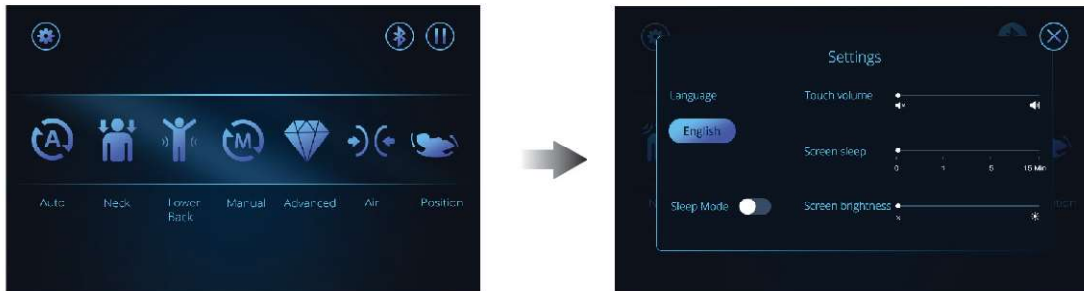 A
M
Auto
Neck
Lower
Back
Manual
Advanced
Air
Position
Settings
Language
English
Sleep Mode
Touch volume
Screen sleep
0 1 5 15 Min
Screen brightness